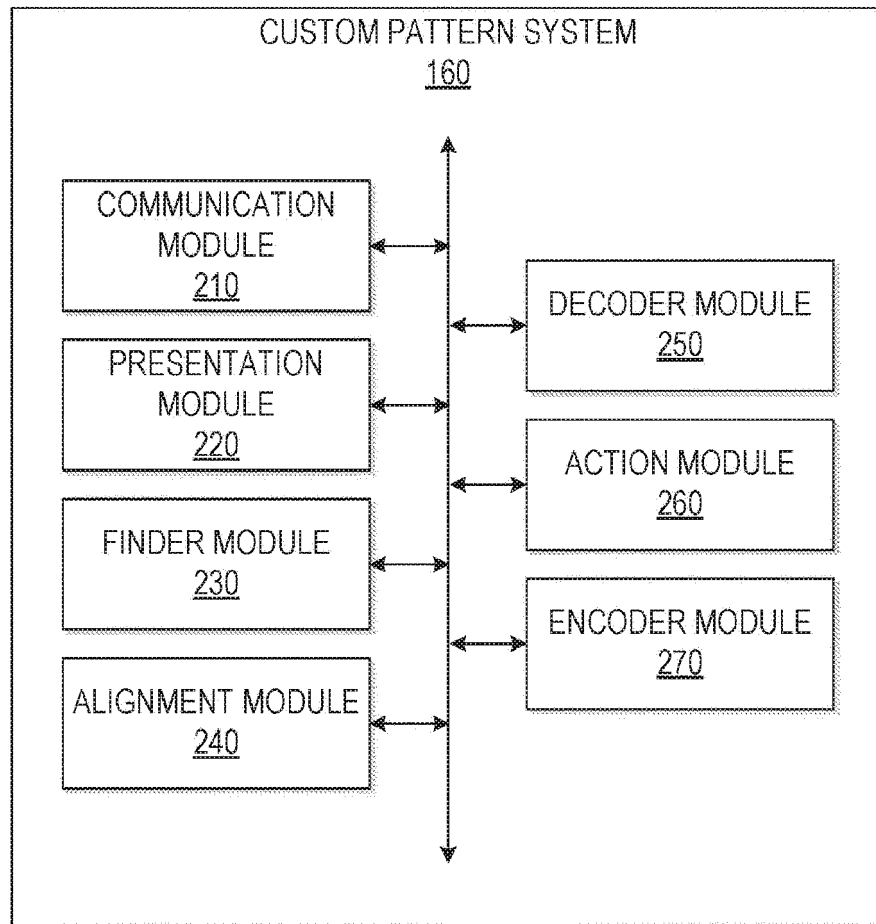 CUSTOM PATTERN SYSTEM
160
COMMUNICATION
MODULE
210
PRESENTATION
MODULE
220
FINDER MODULE
230
ALIGNMENT MODULE
240
DECODER MODULE
250
ACTION MODULE
260
ENCODER MODULE
270